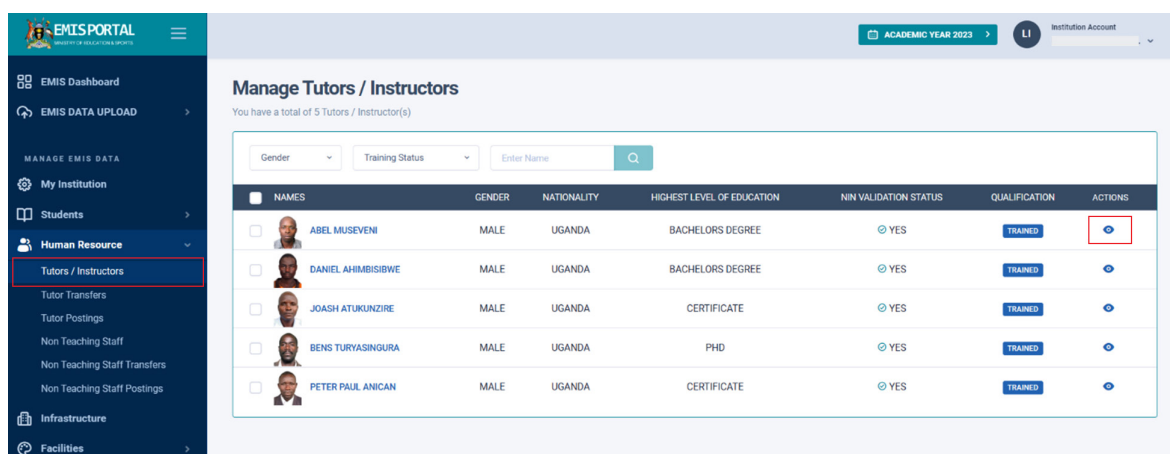 EMIS PORTAL
MINISTRY OF EDUCATION & SPORTS
ACADEMIC YEAR 2023
LI
Institution Account
EMIS Dashboard
EMIS DATA UPLOAD
MANAGE EMIS DATA
My Institution
Students
Human Resource
Tutors / Instructors
Tutor Transfers
Tutor Postings
Non Teaching Staff
Non Teaching Staff Transfers
Non Teaching Staff Postings
Infrastructure
Facilities
Manage Tutors / Instructors
You have a total of 5 Tutors / Instructor(s)
Gender Training Status Enter Name
NAMES GENDER NATIONALITY HIGHEST LEVEL OF EDUCATION NIN VALIDATION STATUS QUALIFICATION ACTIONS
ABEL MUSEVENI MALE UGANDA BACHELORS DEGREE YES TRAINED
DANIEL AHIMBISIBWE MALE UGANDA BACHELORS DEGREE YES TRAINED
JOASH ATUKUNZIRE MALE UGANDA CERTIFICATE YES TRAINED
BENS TURYASINGURA MALE UGANDA PHD YES TRAINED
PETER PAUL ANICAN MALE UGANDA CERTIFICATE YES TRAINED